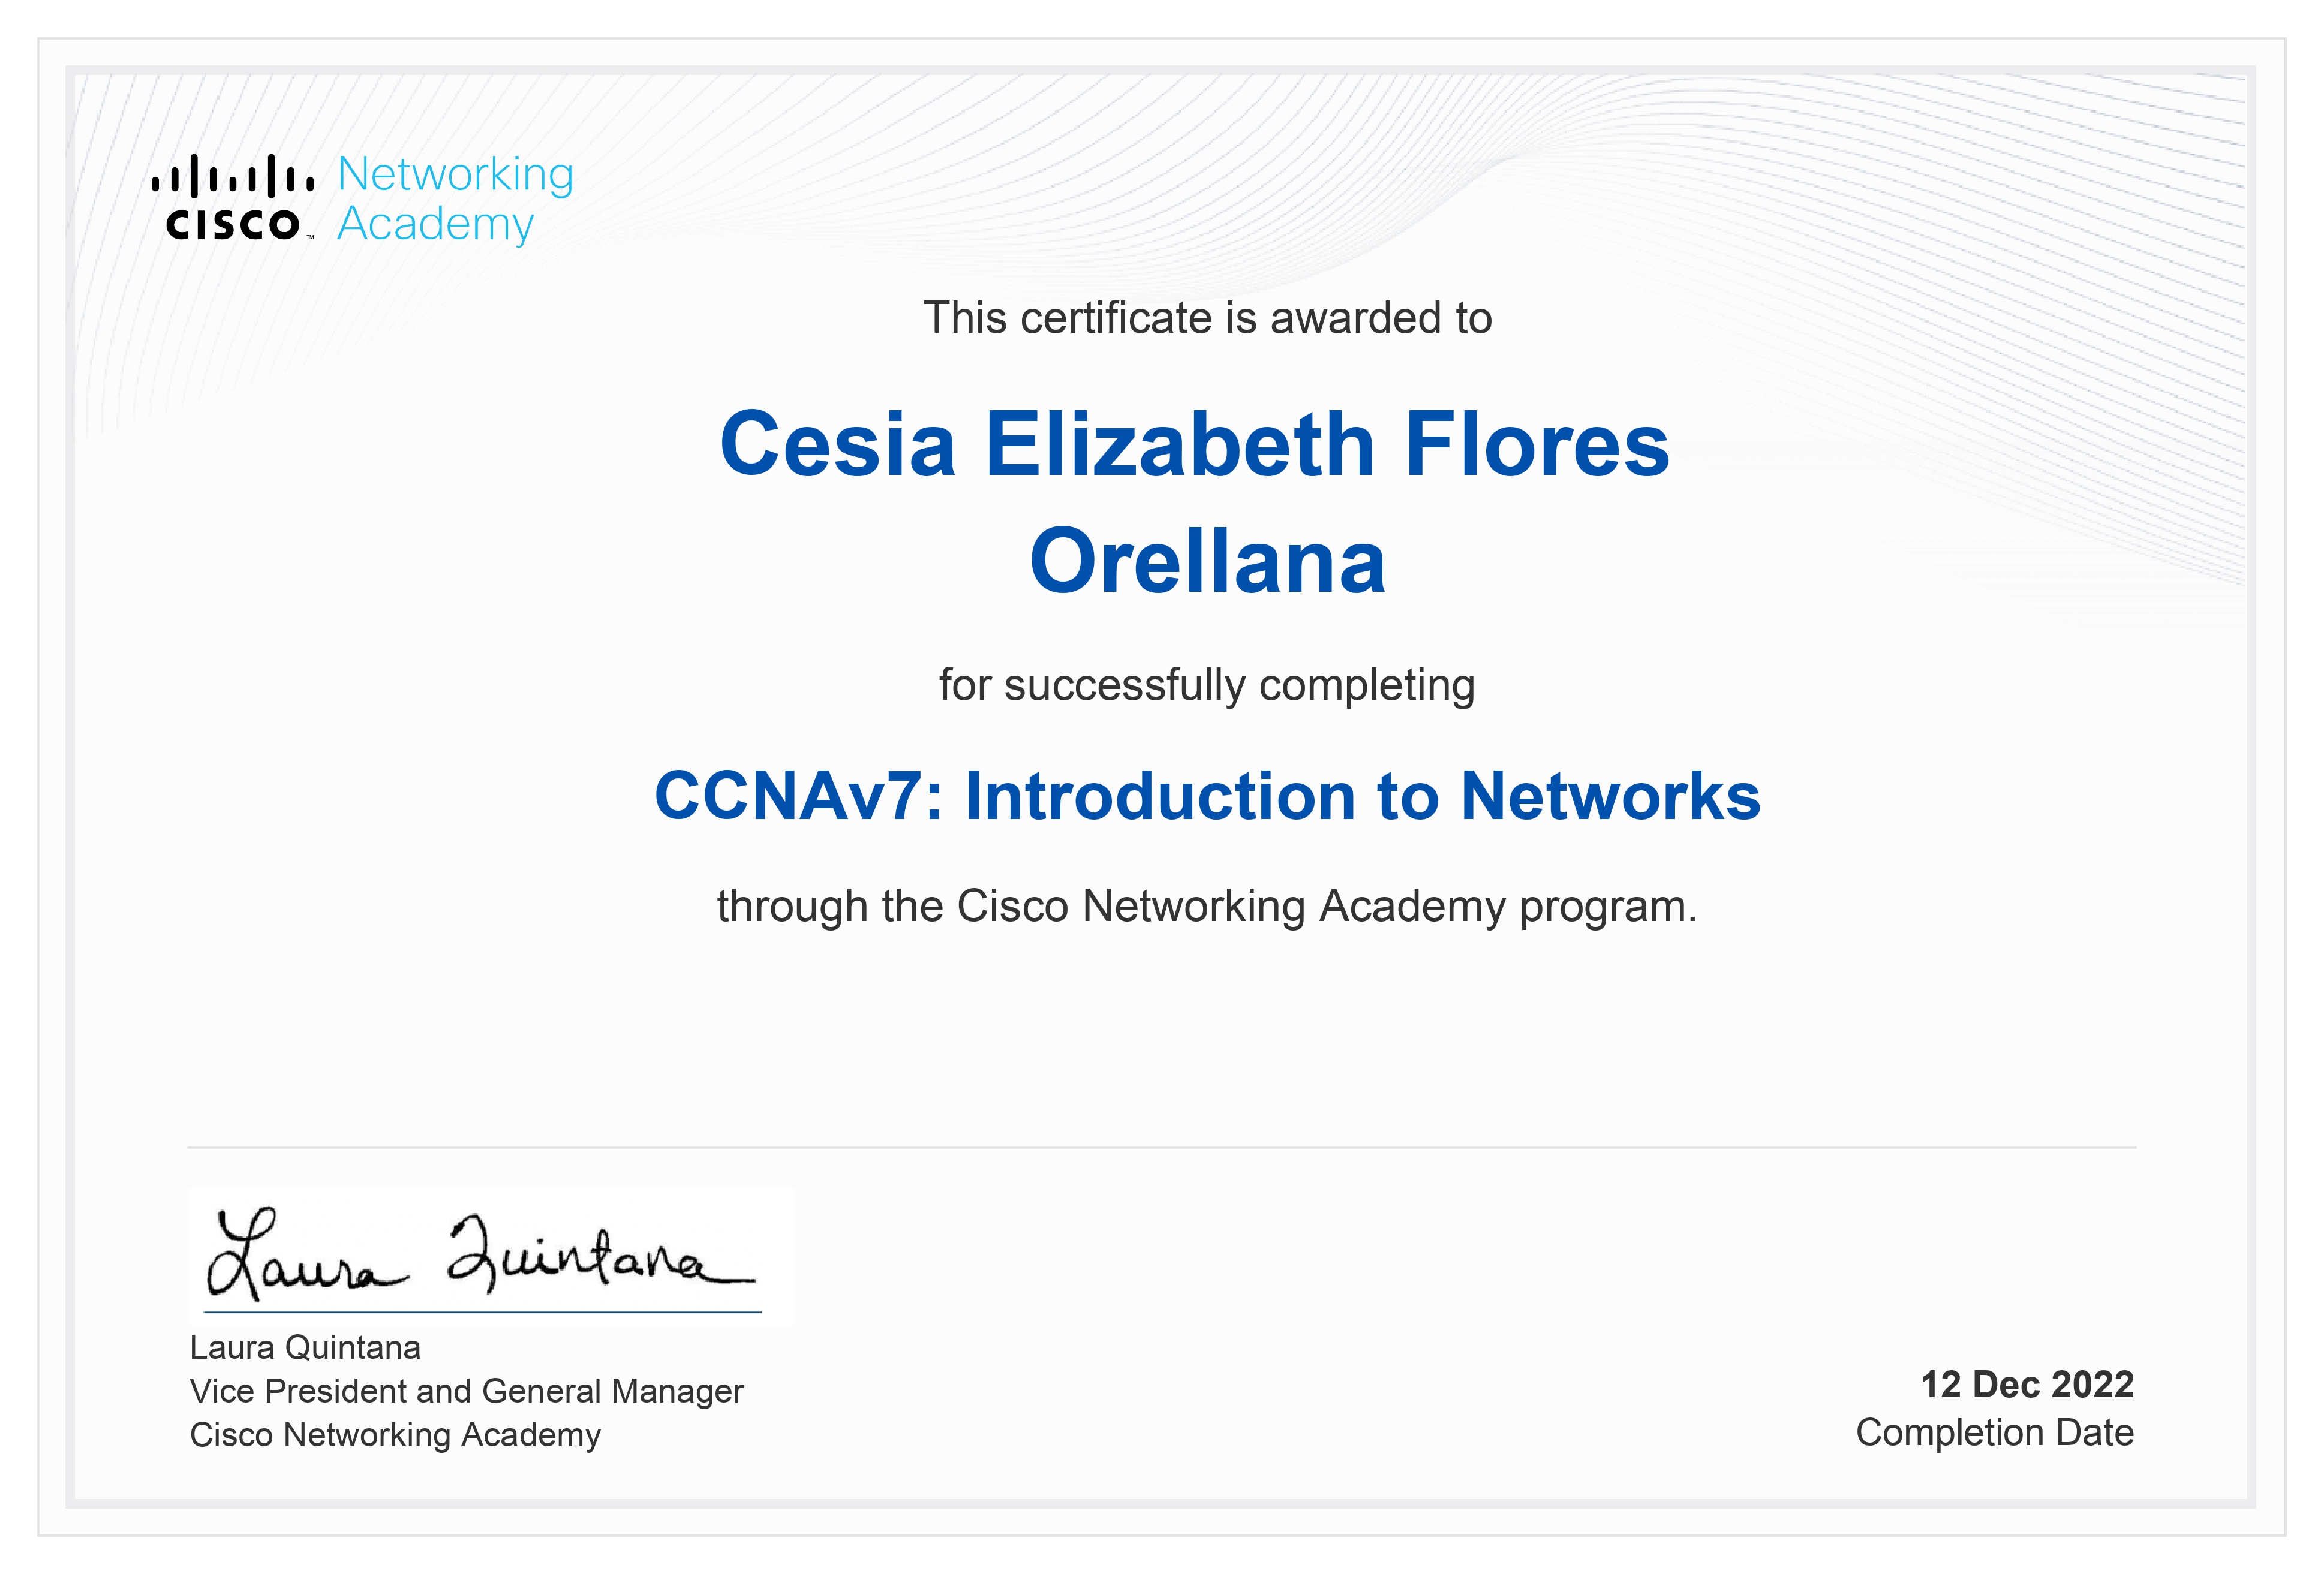 CISCO™ Networking
Academy
This certificate is awarded to
Cesia Elizabeth Flores
Orellana
for successfully completing
CCNAv7: Introduction to Networks
through the Cisco Networking Academy program.
Laura Quintana
Laura Quintana
Vice President and General Manager
Cisco Networking Academy
12 Dec 2022
Completion Date